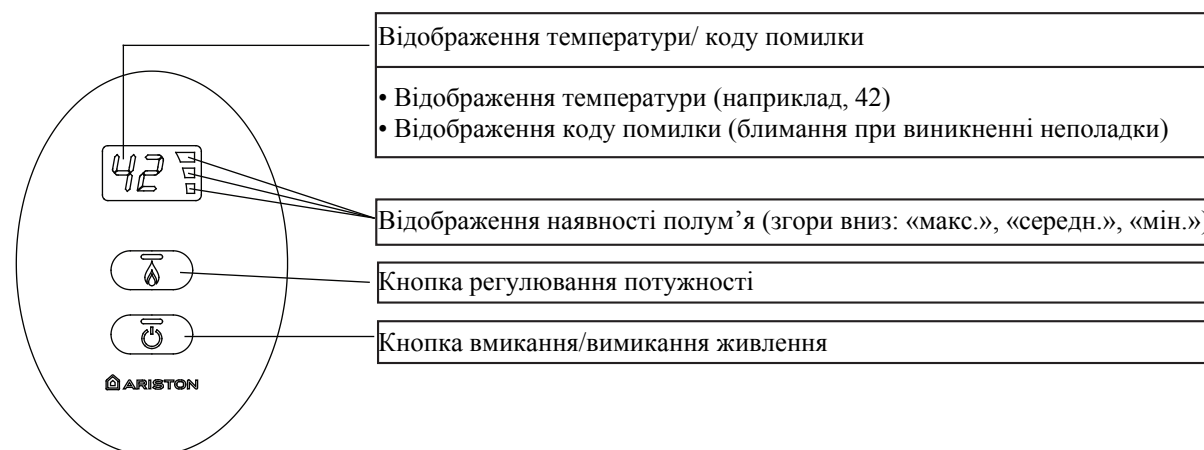 Відображення температури/ коду помилки
• Відображення температури (наприклад, 42)
• Відображення коду помилки (блимання при виникненні неполадки)
42
Відображення наявності полум’я (згори вниз: «макс.», «середн.», «мін.»)
Кнопка регулювання потужності
Кнопка вмикання/вимикання живлення
ARISTON